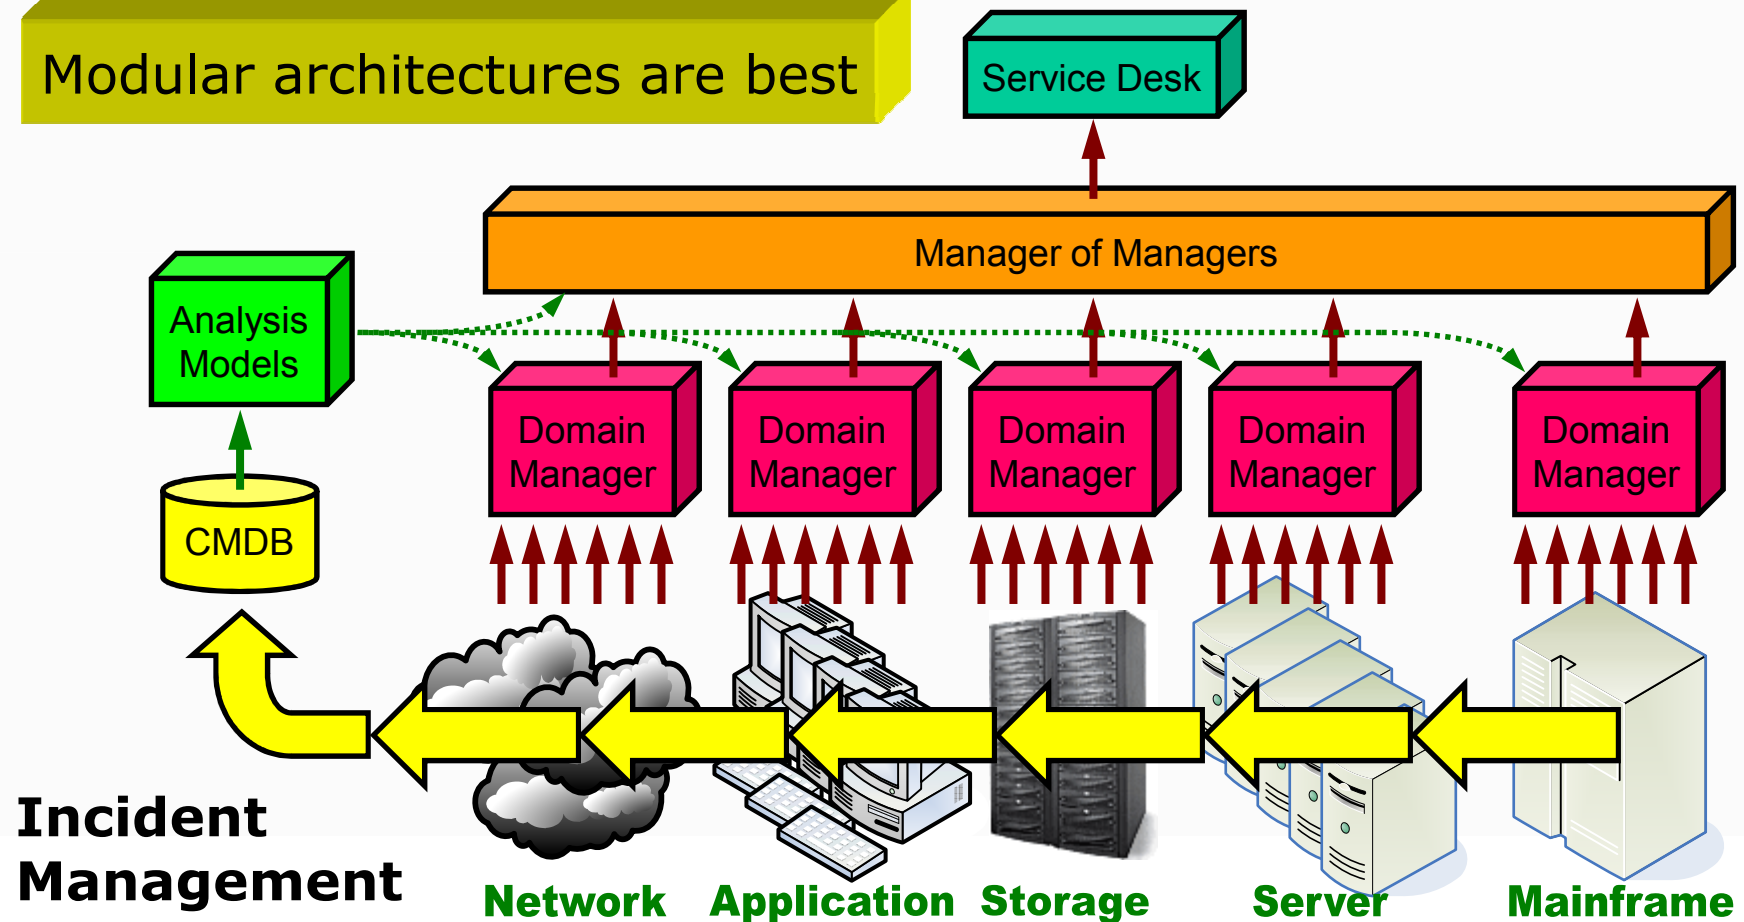 Modular architectures are best
Service Desk
Manager of Managers
Analysis
Models
Domain
Manager
Domain
Manager
Domain
Manager
Domain
Manager
Domain
Manager
CMDB
Incident
Management
Network
Application
Storage
Server
Mainframe